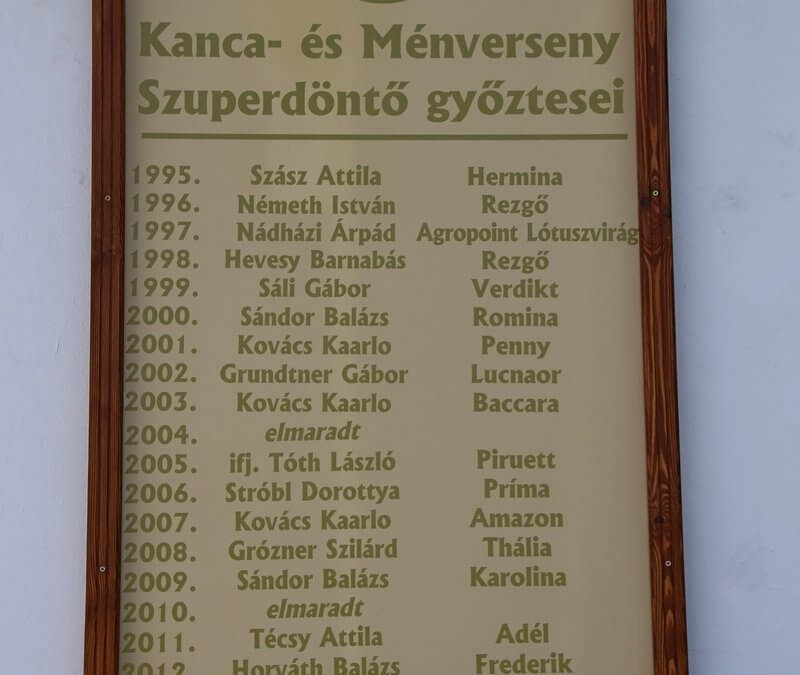 Kanca- és Ménverseny
Szuperdöntő győztesei
1995. Szász Attila Hermina
1996. Németh István Rezgő
1997. Nádházi Árpád Agropoint Lótuszvirág
1998. Hevesy Barnabás Rezgő
1999. Sáli Gábor Verdikt
2000. Sándor Balázs Romina
2001. Kovács Kaarlo Penny
2002. Grundtner Gábor Lucnaor
2003. Kovács Kaarlo Baccara
2004. elmaradt
2005. ifj. Tóth László Piruett
2006. Stróbl Dorottya Príma
2007. Kovács Kaarlo Amazon
2008. Grózner Szilárd Thália
2009. Sándor Balázs Karolina
2010. elmaradt
2011. Técsy Attila Adél
2012. Horváth Balázs Frederik